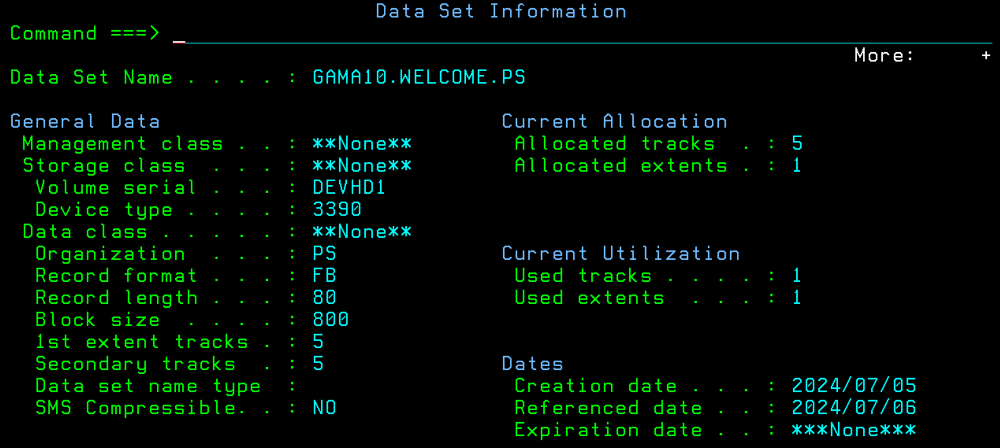 Data Set Information
Command ===> _
More:     +
Data Set Name . . . . : GAMA10.WELCOME.PS
General Data                            Current Allocation
Management class . . : **None**         Allocated tracks  . : 5
Storage class  . . . : **None**         Allocated extents . : 1
Volume serial . . . : DEVHD1
Device type . . . . : 3390
Data class . . . . . : **None**
Organization  . . . : PS                Current Utilization
Record format . . . : FB                Used tracks . . . . : 1
Record length . . . : 80                Used extents  . . . : 1
Block size  . . . . : 800
1st extent tracks . : 5
Secondary tracks  . : 5                 Dates
Data set name type  :                   Creation date . . . : 2024/07/05
SMS Compressible. . : NO                Referenced date . . : 2024/07/06
Expiration date . . : ***None***